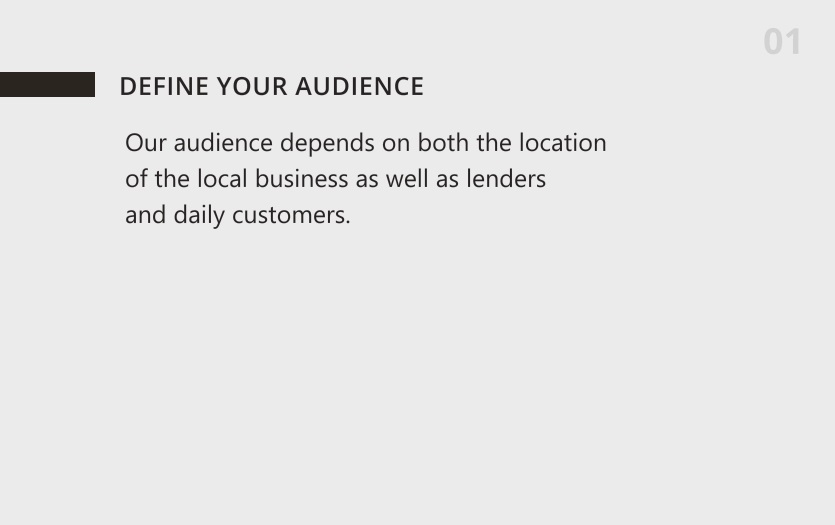 01
DEFINE YOUR AUDIENCE
Our audience depends on both the location
of the local business as well as lenders
and daily customers.